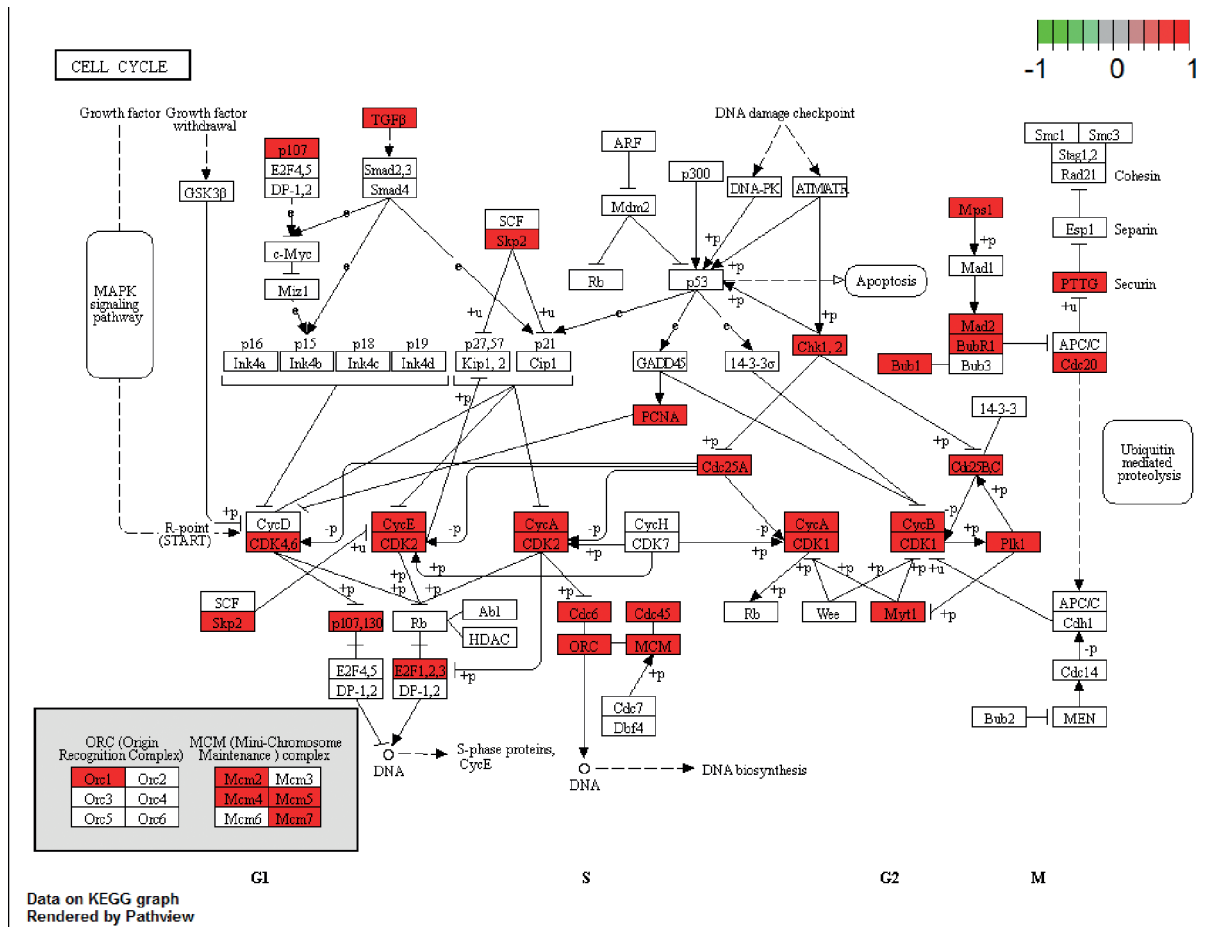 -1 0 1
CELL CYCLE
Growth factor
Growth factor
withdrawal
TGFβ
DNA damage checkpoint
p107
E2F4,5
DP-1,2
Smad2,3
Smad4
GSK3β
ARF
p300
DNA-PK
ATM/ATR
Mdm2
Smc1 Smc3
Stag1,2
Rad21
Cohesin
Mps1
+p
Esp1
Separin
SCF
Skp2
e e
c-Myc
Miz1
e e e
Rb
p53
+p
+p
Apoptosis
Mad1
PTTG
Securin
+u
MAPK
signaling
pathway
+u +u
e e e
+p
Mad2
BubR1
Bub3
Bub1
APC/C
Cdc20
p16
Ink4a
p15
Ink4b
p18
Ink4c
p19
Ink4d
p27,57
Kip1, 2
p21
Cip1
GADD45
14-3-3σ
Chk1, 2
+p
PCNA
14-3-3
+p
Cdc25A
+p
Cdc25B,C
Ubiquitin
mediated
proteolysis
R-point
(START)
+p
CycD
CDK4,6
-p
CycE
CDK2
-p
CycA
CDK2
-p
+p
CycH
CDK7
-p
+p
CycA
CDK1
CycB
CDK1
-p
+p
+p
Plk1
+u
+p
+p
+p
+p
+p
+p
+p
+p
+p
+u
+p
SCF
Skp2
p107,130
Rb
Abl
HDAC
Cdc6
Cdc45
ORC
MCM
+p
Rb
Wee
Myt1
APC/C
Cdh1
-p
Cdc14
E2F4,5
DP-1,2
E2F1,2,3
DP-1,2
+p
Cdc7
Dbf4
Bub2
MEN
DNA
S-phase proteins,
CycE
DNA
DNA biosynthesis
ORC (Origin
Recognition Complex)
MCM (Mini-Chromosome
Maintenance ) complex
Orc1 Orc2
Orc3 Orc4
Orc5 Orc6
Mcm2 Mcm3
Mcm4 Mcm5
Mcm6 Mcm7
G1 S G2 M
Data on KEGG graph
Rendered by Pathview